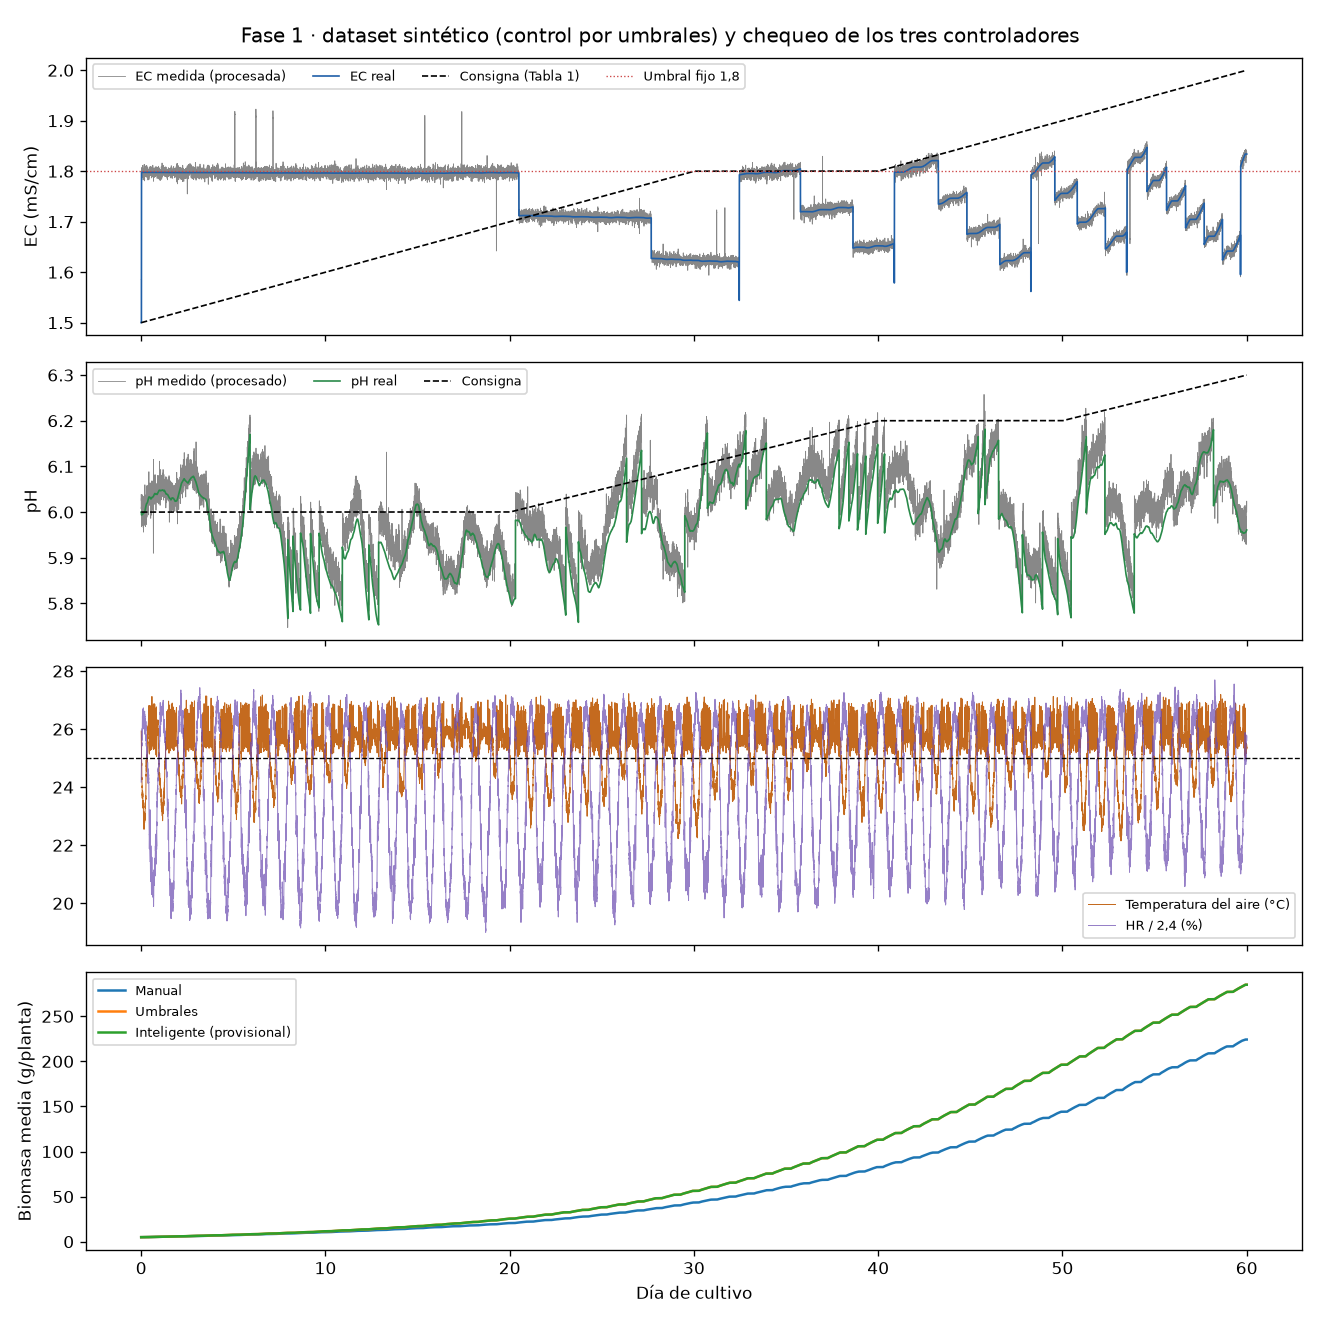 Fase 1 · dataset sintético (control por umbrales) y chequeo de los tres controladores
EC medida (procesada) EC real Consigna (Tabla 1) Umbral fijo 1,8
EC (mS/cm)
2.0
1.9
1.8
1.7
1.6
1.5
pH medido (procesado) pH real Consigna
pH
6.3
6.2
6.1
6.0
5.9
5.8
28
26
24
22
20
Temperatura del aire (°C)
HR / 2,4 (%)
Manual
Umbrales
Inteligente (provisional)
Biomasa media (g/planta)
250
200
150
100
50
0
0 10 20 30 40 50 60
Día de cultivo